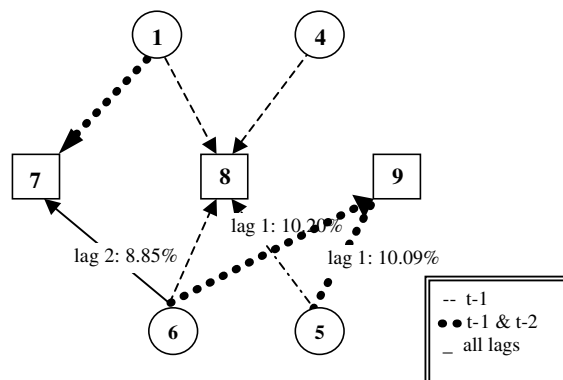 1 4
7 8 9
lag 1: 10.20%
lag 2: 8.85% lag 1: 10.09%
6 5
-- t-1
●● t-1 & t-2
_ all lags